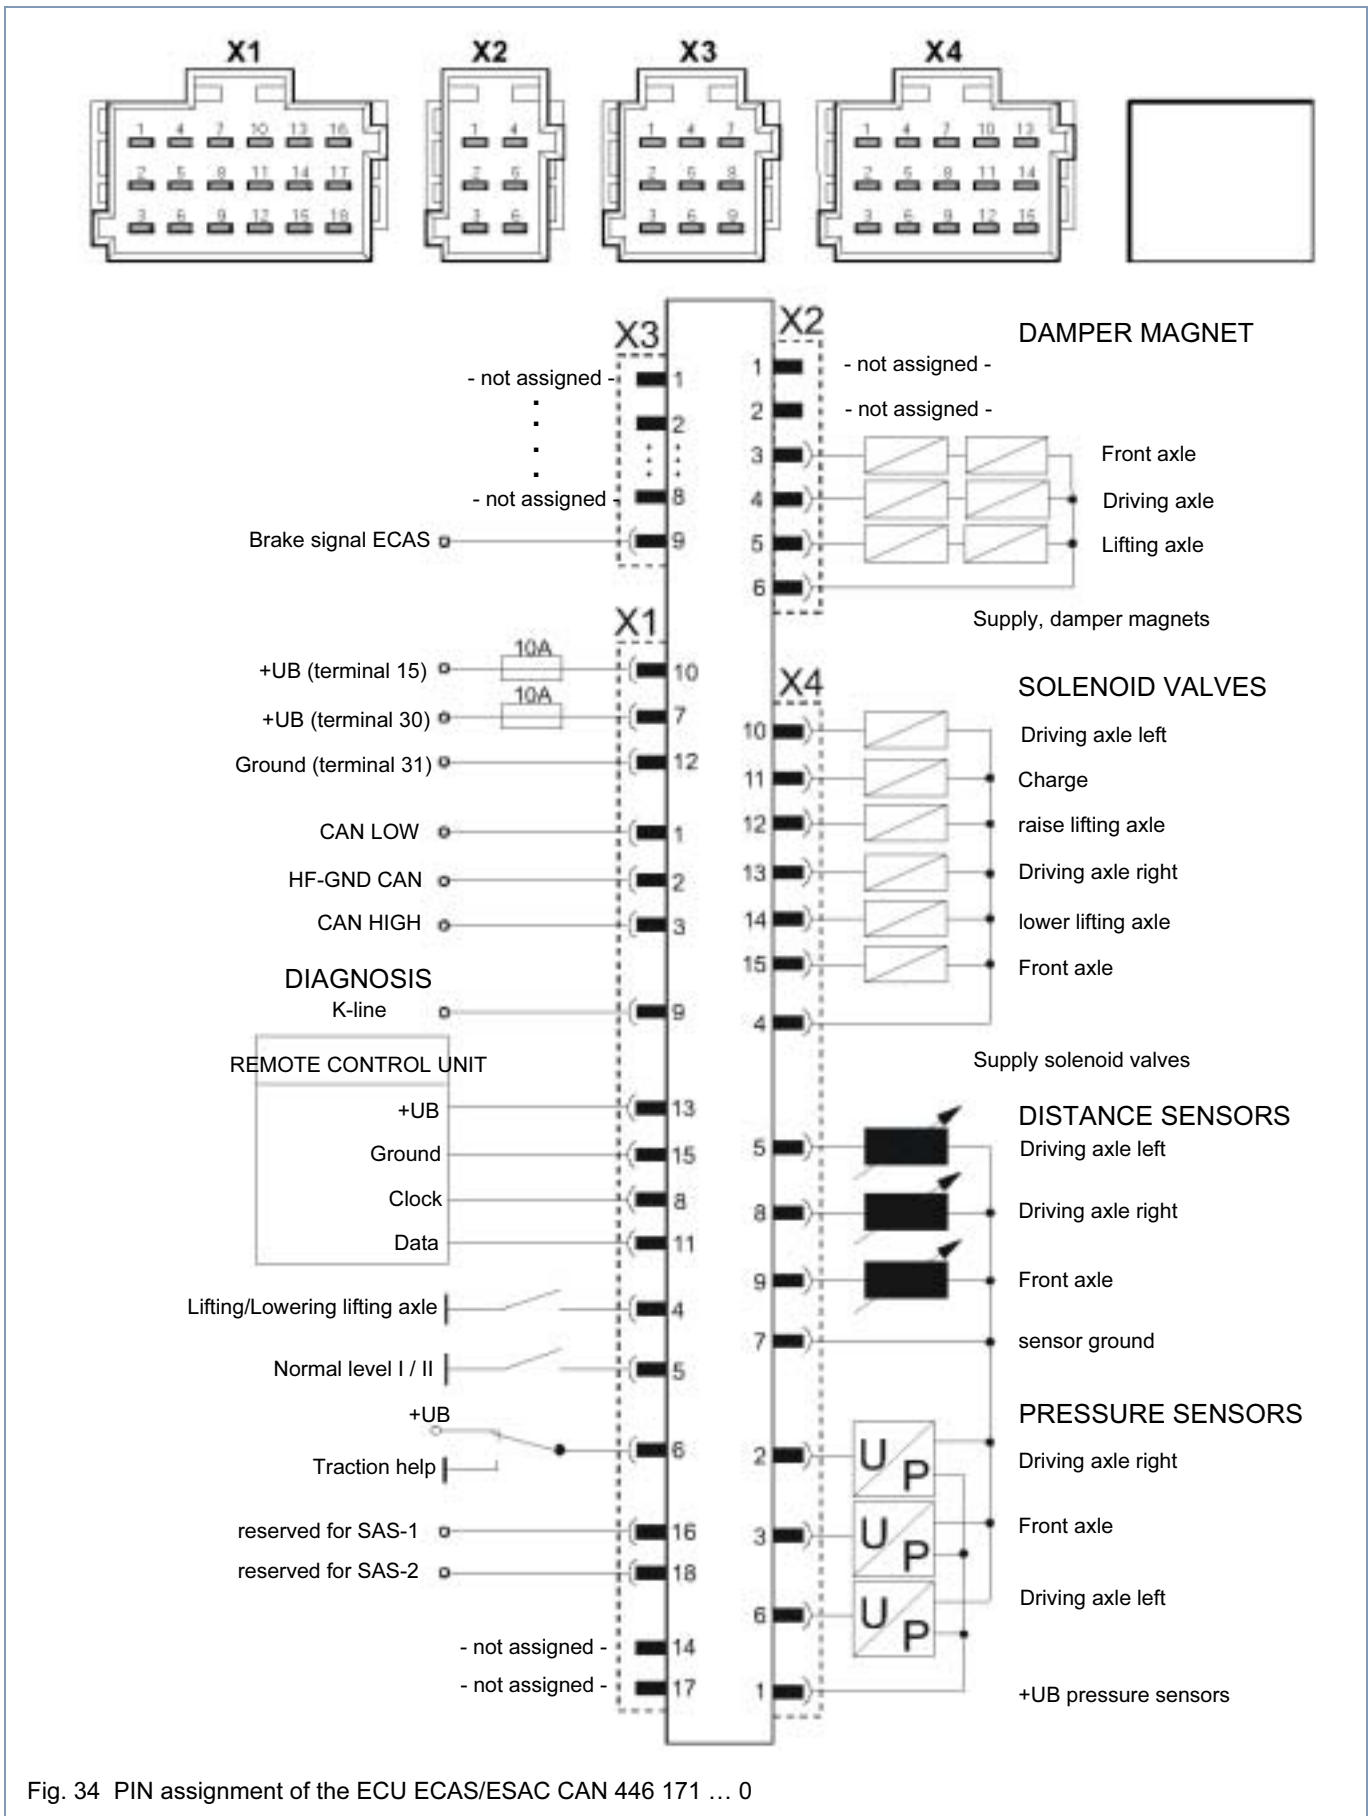 X1 X2 X3 X4
1 4 7 10 13 16
2 5 8 11 14 17
3 6 9 12 15 18
1 4
2 5
3 6
1 4 7
2 5 8
3 6 9
1 4 7 10 13
2 5 8 11 14
3 6 9 12 15
X3
- not assigned - 1
2
- not assigned - 8
Brake signal ECAS 9
X1
+UB (terminal 15) 10A 10
+UB (terminal 30) 10A 7
Ground (terminal 31) 12
CAN LOW 1
HF-GND CAN 2
CAN HIGH 3
DIAGNOSIS
K-line 9
REMOTE CONTROL UNIT
+UB 13
Ground 15
Clock 8
Data 11
Lifting/Lowering lifting axle 4
Normal level I / II 5
+UB
6
Traction help
reserved for SAS-1 16
reserved for SAS-2 18
- not assigned - 14
- not assigned - 17
X2
DAMPER MAGNET
1 - not assigned -
2 - not assigned -
3 Front axle
4 Driving axle
5 Lifting axle
6
Supply, damper magnets
X4
SOLENOID VALVES
10 Driving axle left
11 Charge
12 raise lifting axle
13 Driving axle right
14 lower lifting axle
15 Front axle
4
Supply solenoid valves
DISTANCE SENSORS
5 Driving axle left
8 Driving axle right
9 Front axle
7 sensor ground
PRESSURE SENSORS
2 U P Driving axle right
3 U P Front axle
6 U P Driving axle left
1 +UB pressure sensors
Fig. 34 PIN assignment of the ECU ECAS/ESAC CAN 446 171 … 0